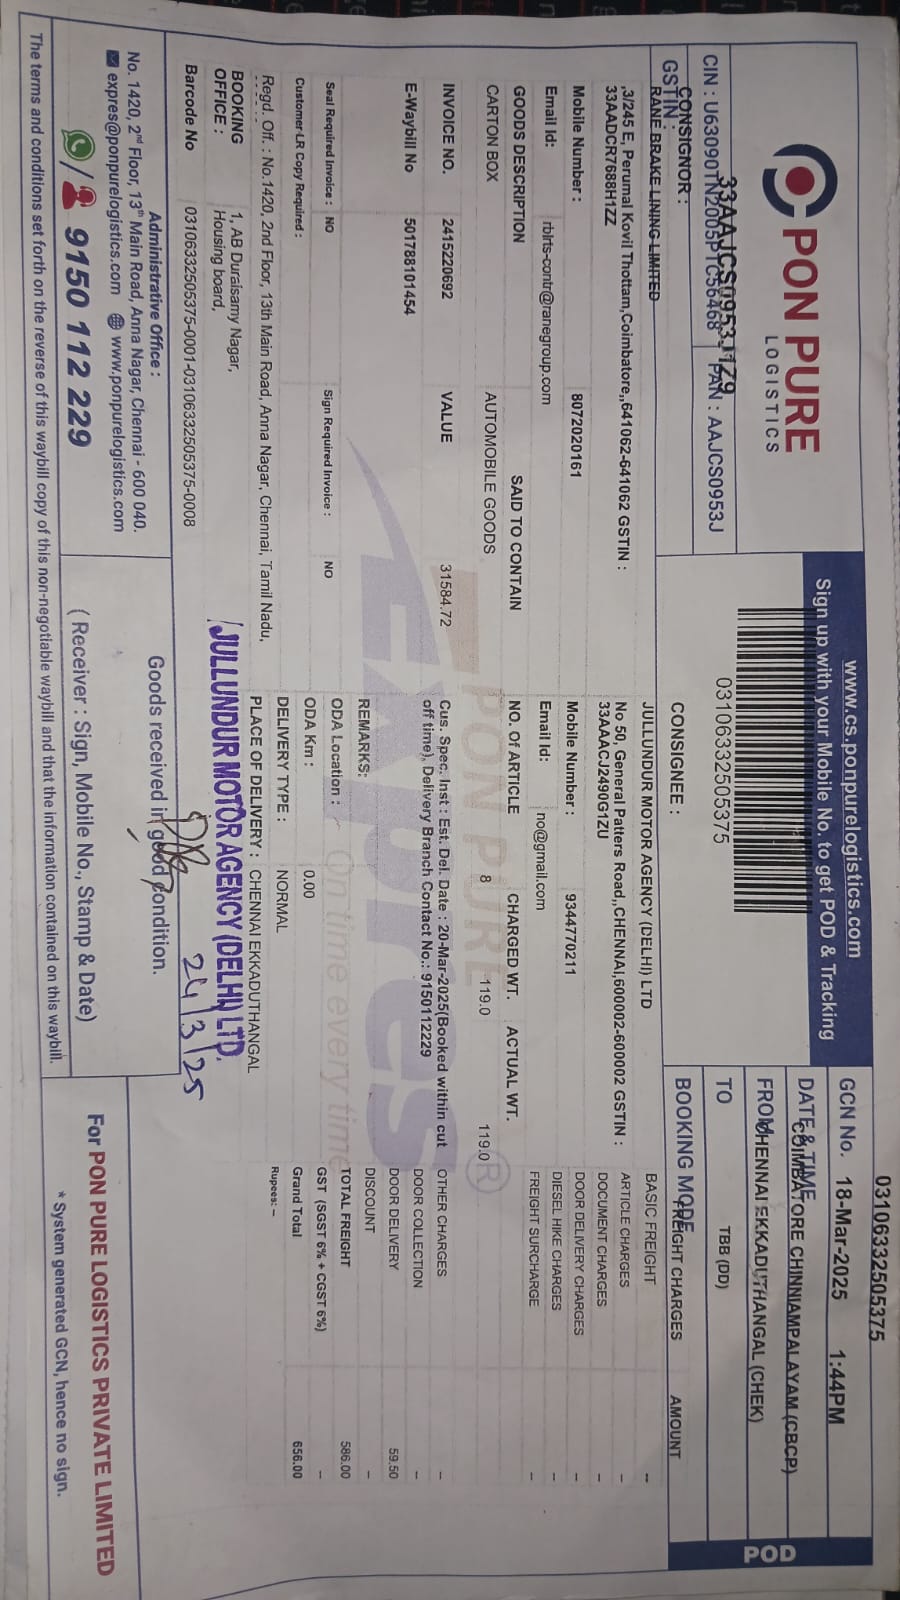 03106332505375
PON PURE
LOGISTICS
CIN : U63090TN2005PTC56468 PAN : AAJCS0953J
33AAJCS0953J1Z9
GSTIN :
www.cs.ponpurelogistics.com
Sign up with your Mobile No. to get POD & Tracking
03106332505375
GCN No. 18-Mar-2025 1:44PM
DATE & TIME
COIMBATORE CHINNIAMPALAYAM (CBCP)
FROM
CHENNAI EKKADUTHANGAL (CHEK)
TO TBB (DD)
BOOKING MODE
POD
CONSIGNOR :
RANE BRAKE LINING LIMITED
,3/245 E, Perumal Kovil Thottam,Coimbatore,,641062-641062 GSTIN :
33AADCR7688H1ZZ
Mobile Number : 8072020161
Email Id: rblrts-contr@ranegroup.com
CONSIGNEE :
JULLUNDUR MOTOR AGENCY (DELHI) LTD
No 50, General Patters Road,,CHENNAI,600002-600002 GSTIN :
33AAACJ2490G1ZU
Mobile Number : 9344770211
Email Id: no@gmail.com
FREIGHT CHARGES AMOUNT
BASIC FREIGHT --
ARTICLE CHARGES –
DOCUMENT CHARGES –
DOOR DELIVERY CHARGES –
DIESEL HIKE CHARGES –
FREIGHT SURCHARGE –
GOODS DESCRIPTION SAID TO CONTAIN NO. Of ARTICLE CHARGED WT. ACTUAL WT.
CARTON BOX AUTOMOBILE GOODS 8 119.0 119.0
INVOICE NO. 2415220692 VALUE 31584.72
E-Waybill No 501788101454
Cus. Spec. Inst : Est. Del. Date : 20-Mar-2025(Booked within cut
off time), Delivery Branch Contact No.: 9150112229
OTHER CHARGES –
DOOR COLLECTION –
DOOR DELIVERY 59.50
DISCOUNT –
TOTAL FREIGHT 586.00
GST (SGST 6% + CGST 6%) –
Grand Total 656.00
Rupees: –
REMARKS:
Seal Required Invoice : NO Sign Required Invoice : NO
ODA Location : –
Customer LR Copy Required :
ODA Km : 0.00
DELIVERY TYPE : NORMAL
Regd. Off. : No.1420, 2nd Floor, 13th Main Road, Anna Nagar, Chennai, Tamil Nadu,
PLACE OF DELIVERY : CHENNAI EKKADUTHANGAL
BOOKING
OFFICE :
1, AB Duraisamy Nagar,
Housing board,
Barcode No 03106332505375-0001-03106332505375-0008
PON PURE
EXpres
®
On time every time
JULLUNDUR MOTOR AGENCY (DELHI) LTD.
24/3/25
Administrative Office :
No. 1420, 2nd Floor, 13th Main Road, Anna Nagar, Chennai - 600 040.
expres@ponpurelogistics.com www.ponpurelogistics.com
/ 9150 112 229
Goods received in good condition.
( Receiver : Sign, Mobile No., Stamp & Date)
For PON PURE LOGISTICS PRIVATE LIMITED
* System generated GCN, hence no sign.
The terms and conditions set forth on the reverse of this waybill copy of this non-negotiable waybill and that the information contained on this waybill.